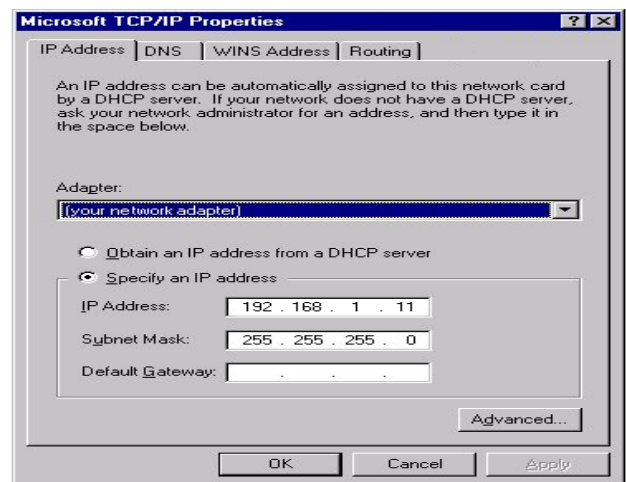 Microsoft TCP/IP Properties
? X
IP Address DNS WINS Address Routing
An IP address can be automatically assigned to this network card
by a DHCP server. If your network does not have a DHCP server,
ask your network administrator for an address, and then type it in
the space below.
Adapter:
(your network adapter)
Obtain an IP address from a DHCP server
Specify an IP address
IP Address: 192 . 168 . 1 . 11
Subnet Mask: 255 . 255 . 255 . 0
Default Gateway: . . .
Advanced...
OK Cancel Apply